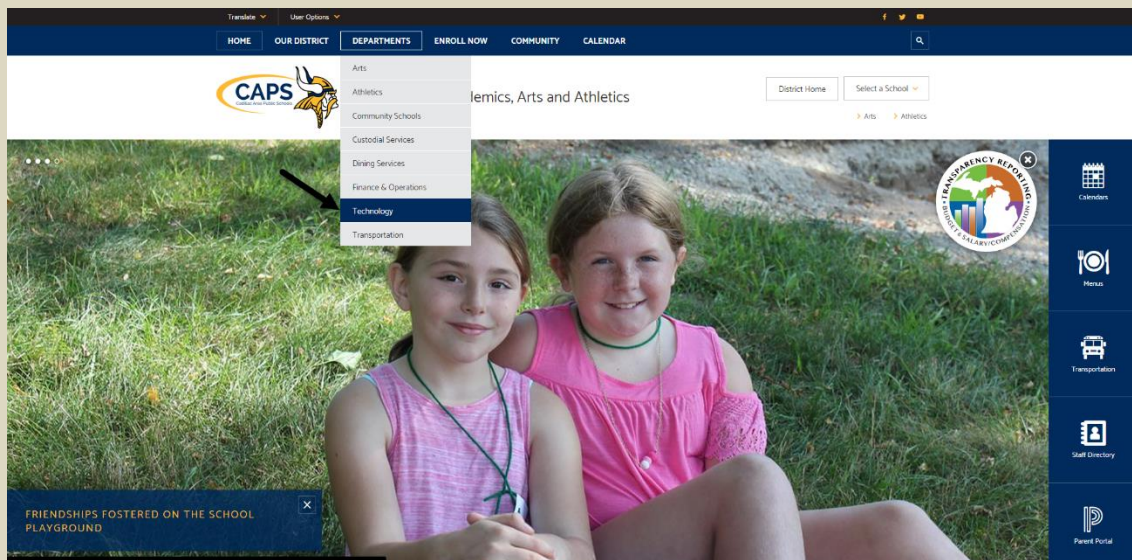 Translate User Options
HOME OUR DISTRICT DEPARTMENTS ENROLL NOW COMMUNITY CALENDAR
CAPS
Cadillac Area Public Schools
Arts
Athletics
Community Schools
Custodial Services
Dining Services
Finance & Operations
Technology
Transportation
demics, Arts and Athletics
District Home
Select a School
> Arts > Athletics
TRANSPARENCY REPORTING
BUDGET & SALARY/COMPENSATION
Calendars
Menus
Transportation
Staff Directory
Parent Portal
FRIENDSHIPS FOSTERED ON THE SCHOOL
PLAYGROUND